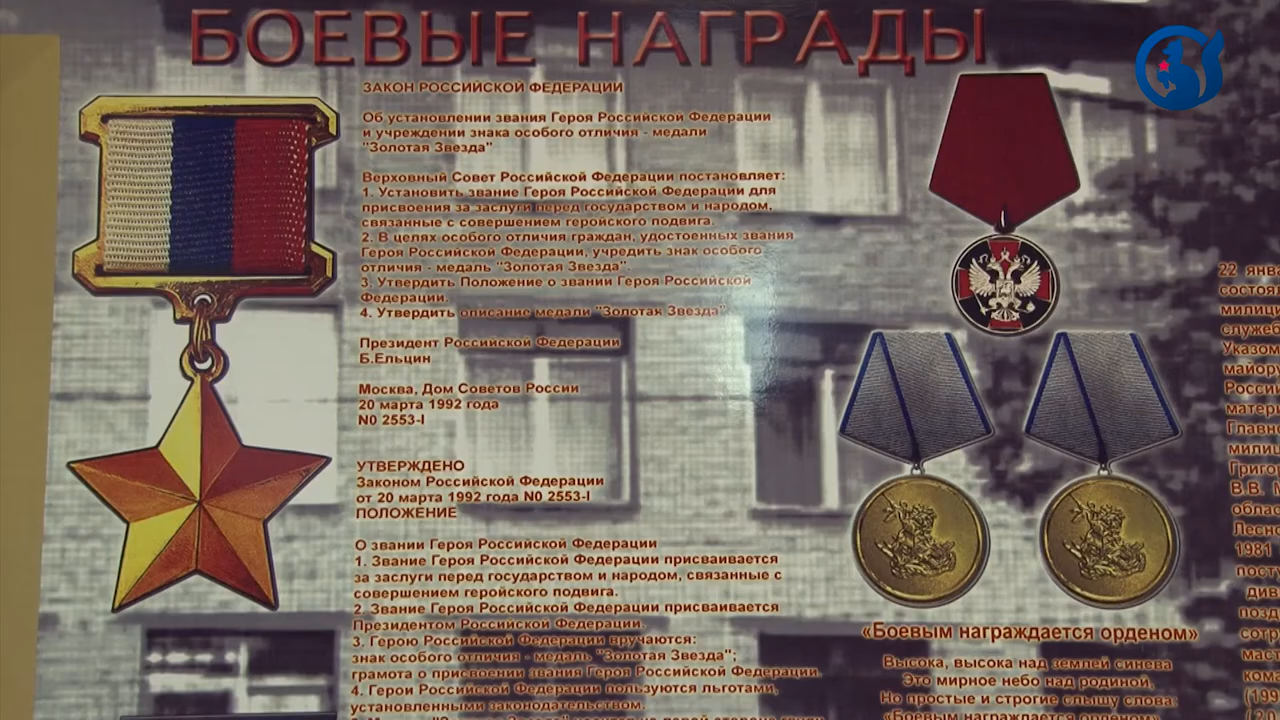 БОЕВЫЕ НАГРАДЫ
ЗАКОН РОССИЙСКОЙ ФЕДЕРАЦИИ
Об установлении звания Героя Российской Федерации
и учреждении знака особого отличия - медали
"Золотая Звезда"
Верховный Совет Российской Федерации постановляет:
1. Установить звание Героя Российской Федерации для
присвоения за заслуги перед государством и народом,
связанные с совершением геройского подвига.
2. В целях особого отличия граждан, удостоенных звания
Героя Российской Федерации, учредить знак особого
отличия - медаль "Золотая Звезда".
3. Утвердить Положение о звании Героя Российской
Федерации.
4. Утвердить описание медали "Золотая Звезда"
Президент Российской Федерации
Б.Ельцин
Москва, Дом Советов России
20 марта 1992 года
N0 2553-I
УТВЕРЖДЕНО
Законом Российской Федерации
от 20 марта 1992 года N0 2553-I
ПОЛОЖЕНИЕ
О звании Героя Российской Федерации
1. Звание Героя Российской Федерации присваивается
за заслуги перед государством и народом, связанные с
совершением геройского подвига.
2. Звание Героя Российской Федерации присваивается
Президентом Российской Федерации.
3. Герою Российской Федерации вручаются:
знак особого отличия - медаль "Золотая Звезда";
грамота о присвоении звания Героя Российской Федерации.
4. Герои Российской Федерации пользуются льготами,
установленными законодательством.
«Боевым награждается орденом»
Высока, высока над землей синева
Это мирное небо над родиной,
Но простые и строгие слышу слова:
«Боевым награждается орденом»
22
милиц
служеб
Указом
майору
Росси
матер
Главно
милиц
Григо
В.В.
облас
Лесно
1981
пост
див
позд
сотр
маст
кома
(199